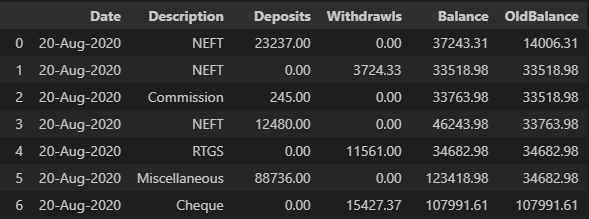 Date Description Deposits Withdrawls Balance OldBalance
0 20-Aug-2020 NEFT 23237.00 0.00 37243.31 14006.31
1 20-Aug-2020 NEFT 0.00 3724.33 33518.98 33518.98
2 20-Aug-2020 Commission 245.00 0.00 33763.98 33518.98
3 20-Aug-2020 NEFT 12480.00 0.00 46243.98 33763.98
4 20-Aug-2020 RTGS 0.00 11561.00 34682.98 34682.98
5 20-Aug-2020 Miscellaneous 88736.00 0.00 123418.98 34682.98
6 20-Aug-2020 Cheque 0.00 15427.37 107991.61 107991.61